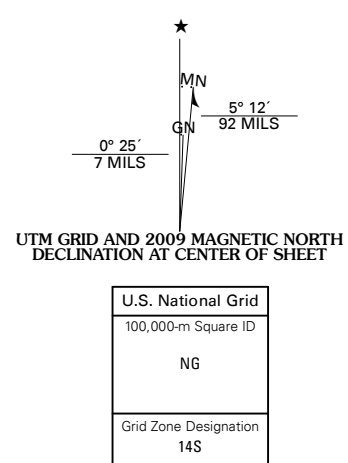 MN
GN
5° 12´
92 MILS
0° 25´
7 MILS
UTM GRID AND 2009 MAGNETIC NORTH
DECLINATION AT CENTER OF SHEET
U.S. National Grid
100,000-m Square ID
NG
Grid Zone Designation
14S